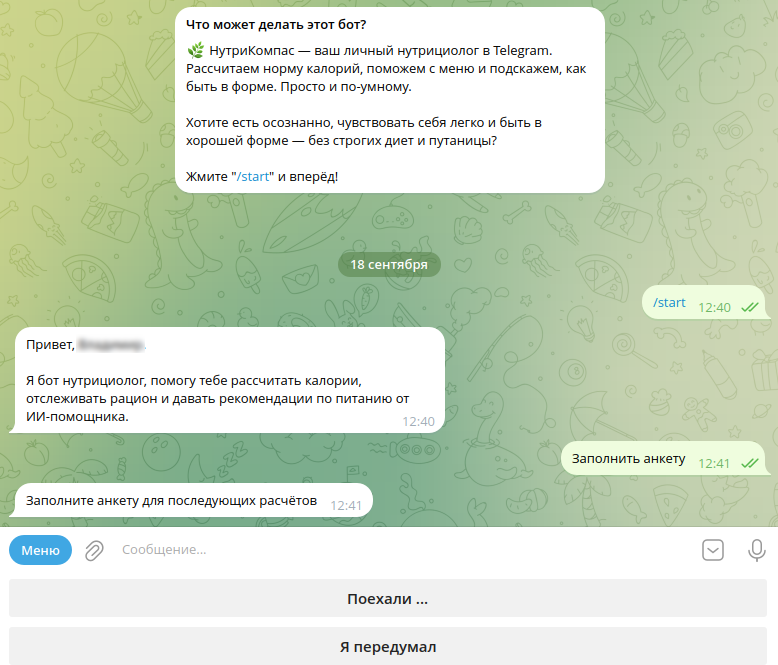 Что может делать этот бот?
🌿 НутриКомпас — ваш личный нутрициолог в Telegram.
Рассчитаем норму калорий, поможем с меню и подскажем, как
быть в форме. Просто и по-умному.
Хотите есть осознанно, чувствовать себя легко и быть в
хорошей форме — без строгих диет и путаницы?
Жмите "/start" и вперёд!
18 сентября
/start 12:40
Привет,
Я бот нутрициолог, помогу тебе рассчитать калории,
отслеживать рацион и давать рекомендации по питанию от
ИИ-помощника. 12:40
Заполнить анкету 12:41
Заполните анкету для последующих расчётов 12:41
Меню Сообщение...
Поехали ...
Я передумал